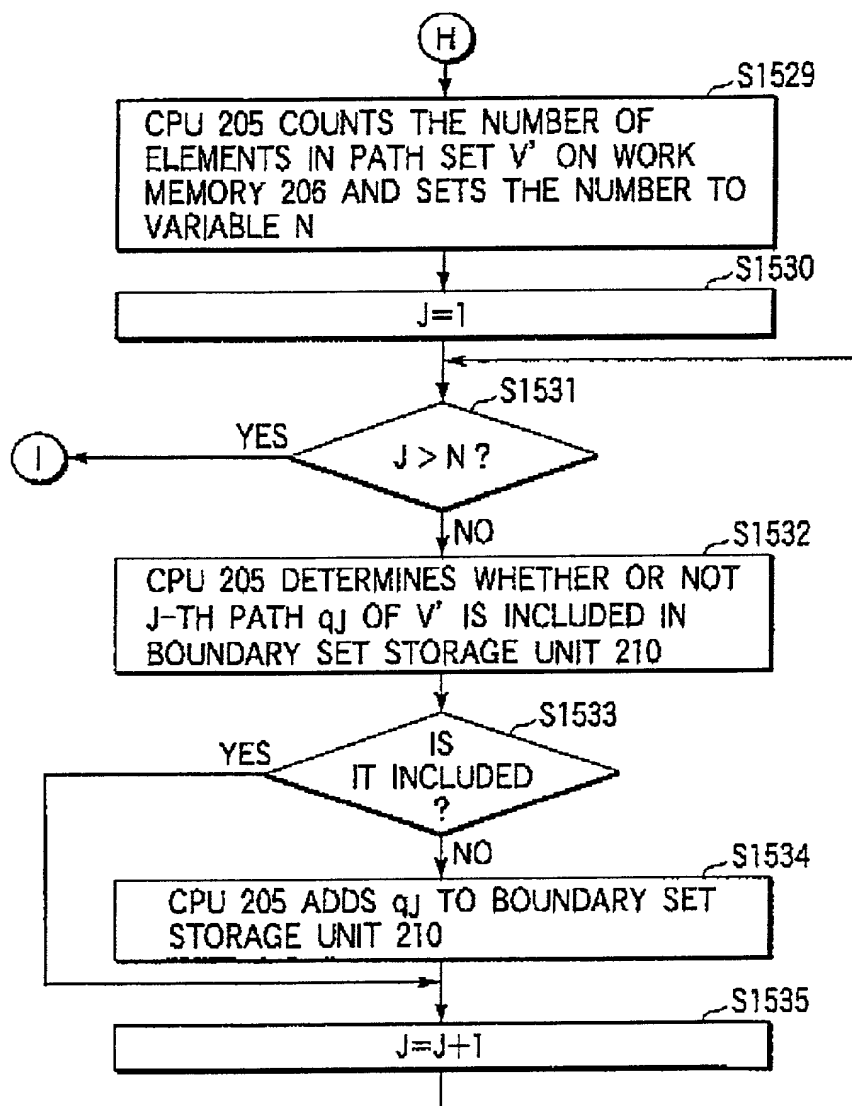 H
S1529
CPU 205 COUNTS THE NUMBER OF
ELEMENTS IN PATH SET V' ON WORK
MEMORY 206 AND SETS THE NUMBER TO
VARIABLE N
S1530
J=1
S1531
YES
I
J > N ?
NO
S1532
CPU 205 DETERMINES WHETHER OR NOT
J-TH PATH qJ OF V' IS INCLUDED IN
BOUNDARY SET STORAGE UNIT 210
S1533
YES
IS
IT INCLUDED
?
NO
S1534
CPU 205 ADDS qJ TO BOUNDARY SET
STORAGE UNIT 210
S1535
J=J+1